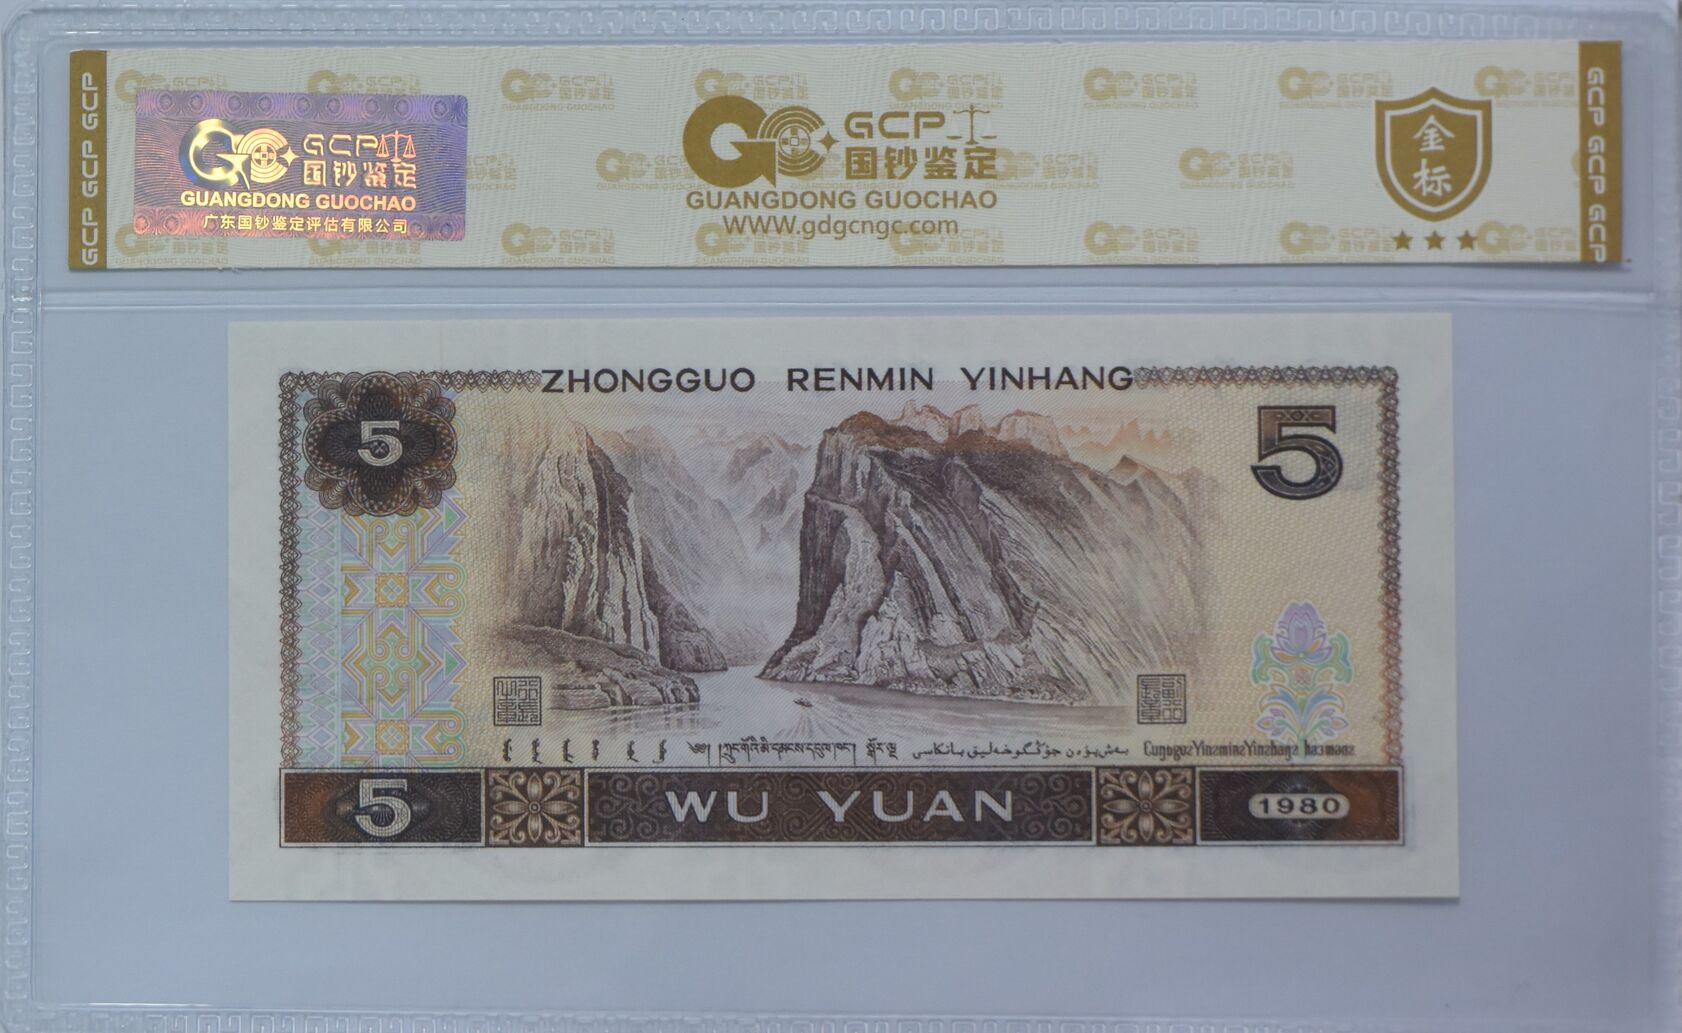 GCP GCP GCP
GCP
国钞鉴定
GUANGDONG GUOCHAO
广东国钞鉴定评估有限公司
GCP
国钞鉴定
GUANGDONG GUOCHAO
WWW.gdgcngc.com
金标
GCP GCP GCP
ZHONGGUO RENMIN YINHANG
5
5
5
WU YUAN
1980